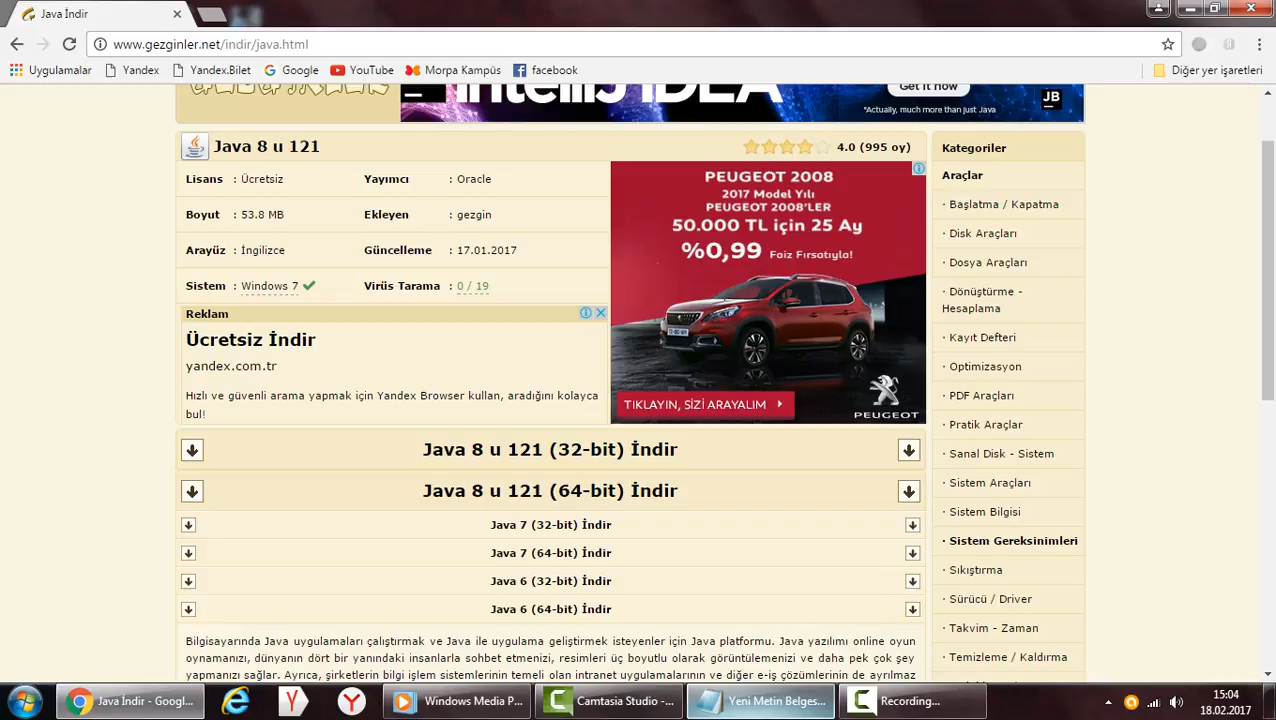 Java İndir
www.gezginler.net/indir/java.html
Uygulamalar Yandex Yandex.Bilet Google YouTube Morpa Kampüs facebook Diğer yer işaretleri
IntelliJ IDEA
Get it now
*Actually, much more than just Java
JB
Java 8 u 121
4.0 (995 oy)
Lisans : Ücretsiz Yayımcı : Oracle
Boyut : 53.8 MB Ekleyen : gezgin
Arayüz : İngilizce Güncelleme : 17.01.2017
Sistem : Windows 7 Virüs Tarama : 0 / 19
Reklam
Ücretsiz İndir
yandex.com.tr
Hızlı ve güvenli arama yapmak için Yandex Browser kullan, aradığını kolayca
bul!
PEUGEOT 2008
2017 Model Yılı
PEUGEOT 2008'LER
50.000 TL için 25 Ay
%0,99 Faiz Fırsatıyla!
TIKLAYIN, SİZİ ARAYALIM
PEUGEOT
Java 8 u 121 (32-bit) İndir
Java 8 u 121 (64-bit) İndir
Java 7 (32-bit) İndir
Java 7 (64-bit) İndir
Java 6 (32-bit) İndir
Java 6 (64-bit) İndir
Bilgisayarında Java uygulamaları çalıştırmak ve Java ile uygulama geliştirmek isteyenler için Java platformu. Java yazılımı online oyun
oynamanızı, dünyanın dört bir yanındaki insanlarla sohbet etmenizi, resimleri üç boyutlu olarak görüntülemenizi ve daha pek çok şey
yapmanızı sağlar. Ayrıca, şirketlerin bilgi işlem sistemlerinin temeli olan intranet uygulamalarının ve diğer e-iş çözümlerinin de ayrılmaz
Kategoriler
Araçlar
· Başlatma / Kapatma
· Disk Araçları
· Dosya Araçları
· Dönüştürme -
Hesaplama
· Kayıt Defteri
· Optimizasyon
· PDF Araçları
· Pratik Araçlar
· Sanal Disk - Sistem
· Sistem Araçları
· Sistem Bilgisi
· Sistem Gereksinimleri
· Sıkıştırma
· Sürücü / Driver
· Takvim - Zaman
· Temizleme / Kaldırma
Java İndir - Googl... Windows Media P... Camtasia Studio -... Yeni Metin Belges... Recording...
15:04
18.02.2017